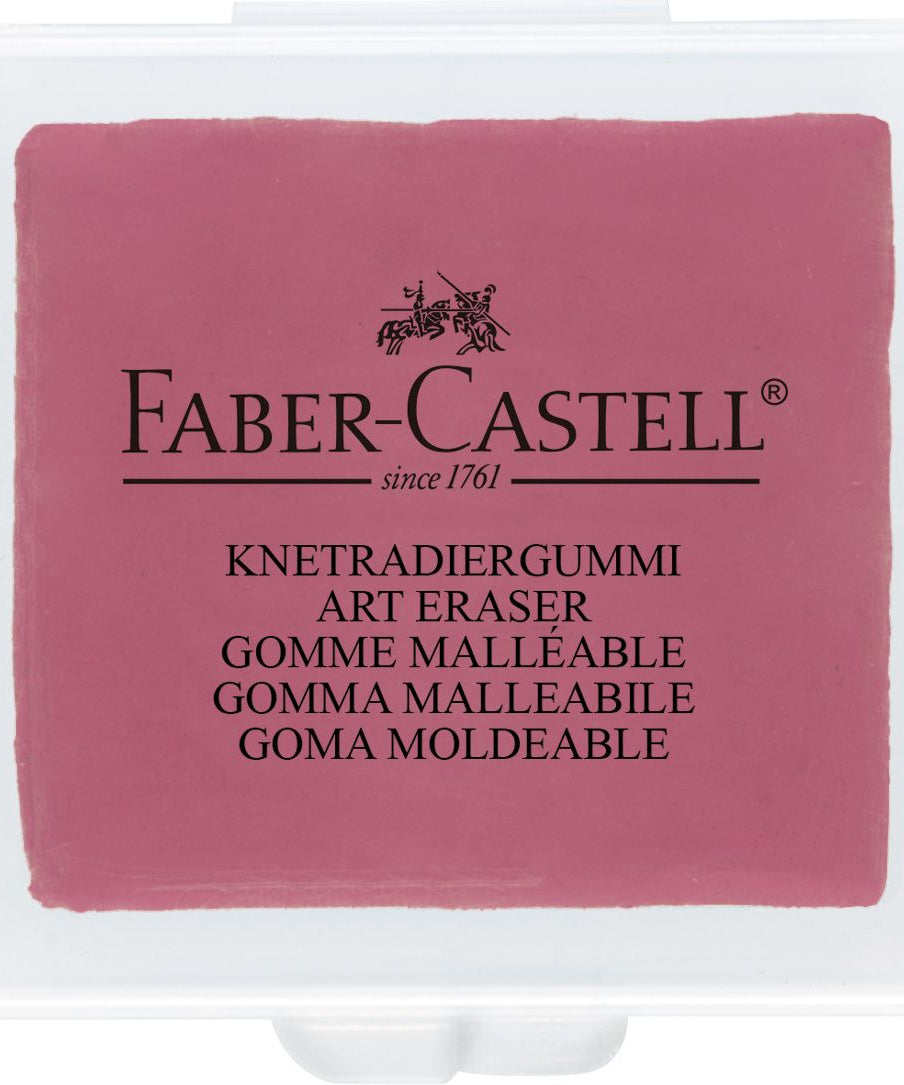 FABER-CASTELL®
since 1761
KNETRADIERGUMMI
ART ERASER
GOMME MALLÉABLE
GOMMA MALLEABILE
GOMA MOLDEABLE